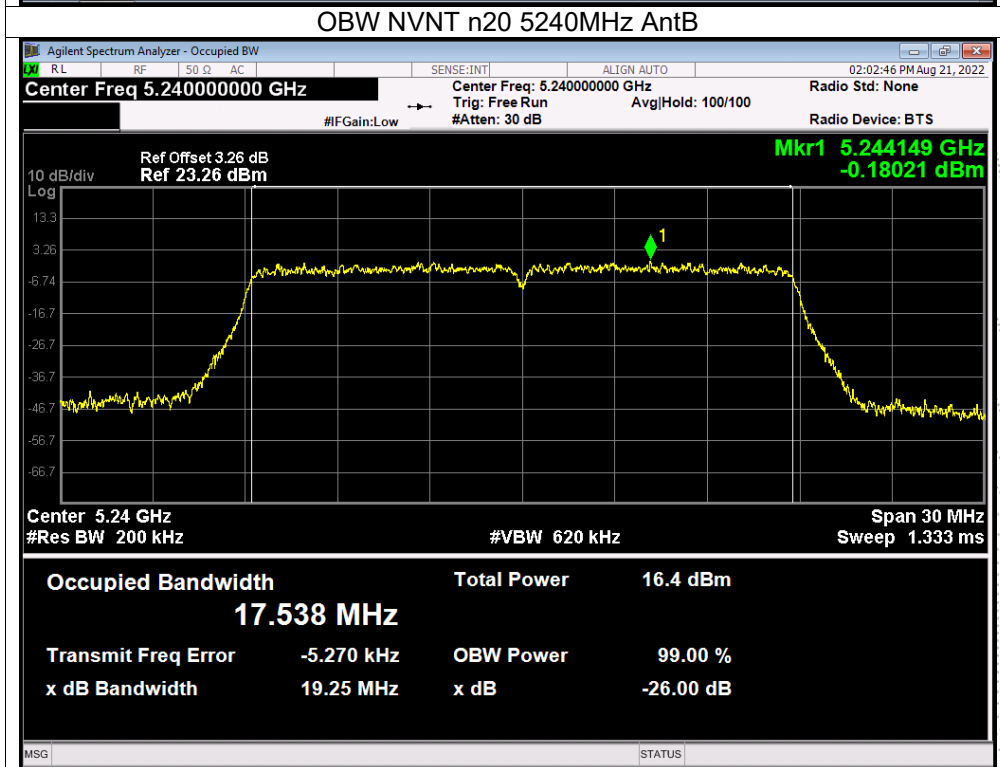 OBW NVNT n20 5240MHz AntB
Agilent Spectrum Analyzer - Occupied BW
LXI RL RF 50 Ω AC SENSE:INT ALIGN AUTO 02:02:46 PM Aug 21, 2022
Center Freq 5.240000000 GHz Center Freq: 5.240000000 GHz Radio Std: None
Trig: Free Run Avg|Hold: 100/100
#IFGain:Low #Atten: 30 dB Radio Device: BTS
Ref Offset 3.26 dB Mkr1 5.244149 GHz
10 dB/div Ref 23.26 dBm -0.18021 dBm
Log
13.3
3.26
-6.74
-16.7
-26.7
-36.7
-46.7
-56.7
-66.7
1
Center 5.24 GHz Span 30 MHz
#Res BW 200 kHz #VBW 620 kHz Sweep 1.333 ms
Occupied Bandwidth Total Power 16.4 dBm
17.538 MHz
Transmit Freq Error -5.270 kHz OBW Power 99.00 %
x dB Bandwidth 19.25 MHz x dB -26.00 dB
MSG STATUS